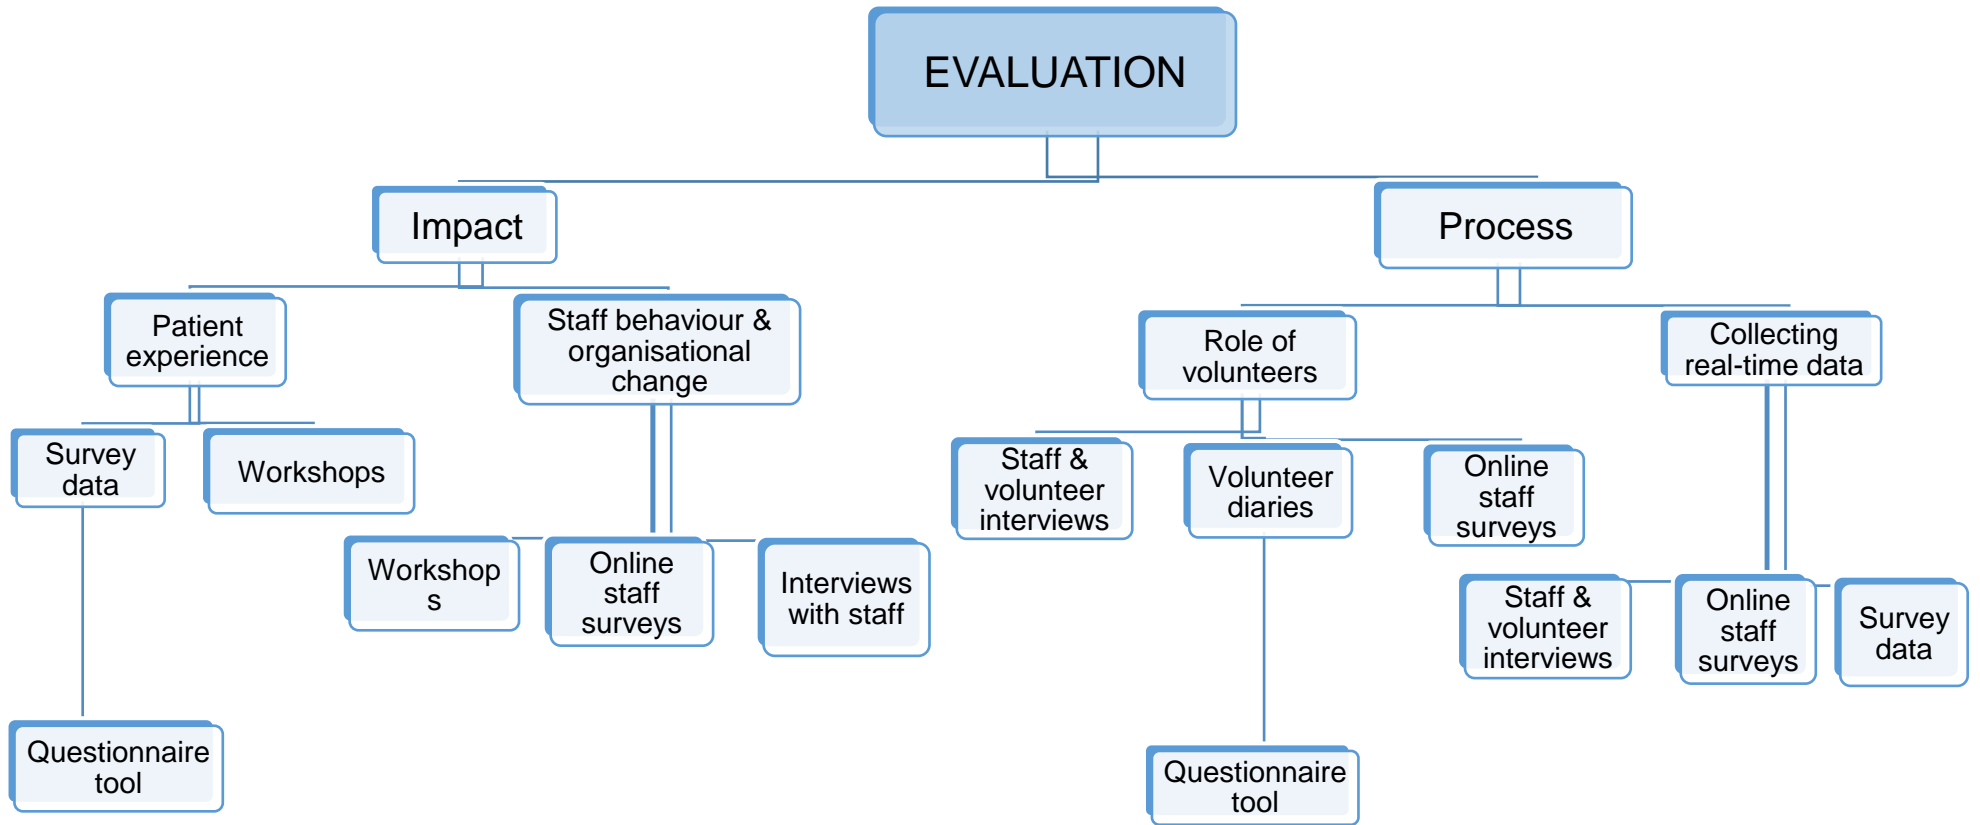 EVALUATION
Impact
Process
Patient
experience
Staff behaviour &
organisational
change
Role of
volunteers
Collecting
real-time data
Survey
data
Workshops
Staff &
volunteer
interviews
Volunteer
diaries
Online
staff
surveys
Workshop
s
Online
staff
surveys
Interviews
with staff
Staff &
volunteer
interviews
Online
staff
surveys
Survey
data
Questionnaire
tool
Questionnaire
tool